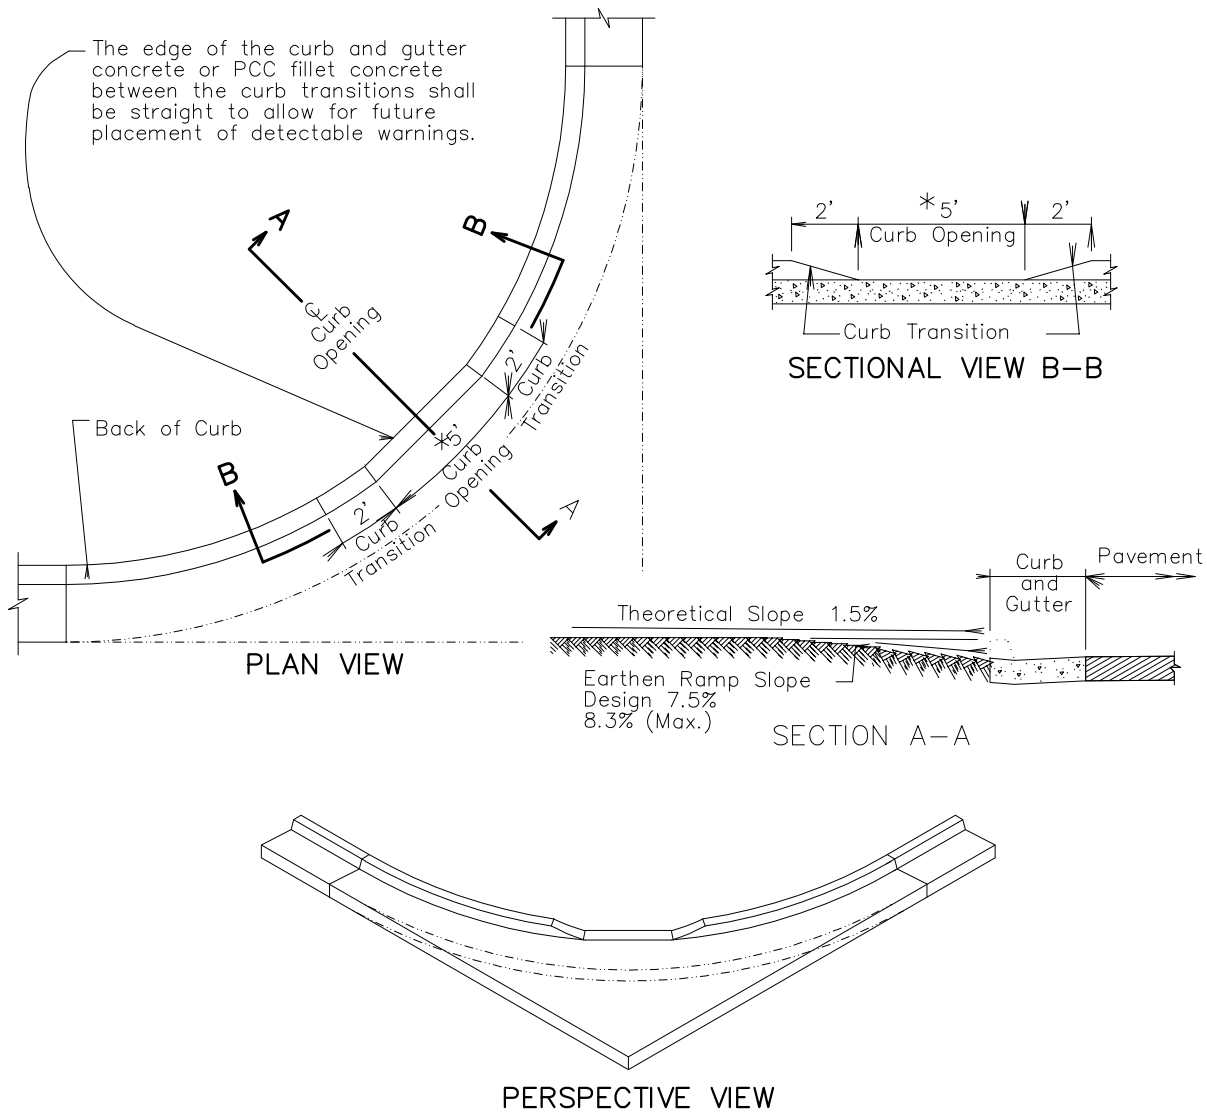 The edge of the curb and gutter
concrete or PCC fillet concrete
between the curb transitions shall
be straight to allow for future
placement of detectable warnings.
A
B
℄
Curb
Opening
2'
Curb
Transition
Back of Curb
*5'
Curb
Opening
B
2'
Curb
Transition
A
PLAN VIEW
2'
*5'
2'
Curb Opening
Curb Transition
SECTIONAL VIEW B-B
Curb
and
Gutter
Pavement
Theoretical Slope 1.5%
Earthen Ramp Slope
Design 7.5%
8.3% (Max.)
SECTION A-A
PERSPECTIVE VIEW